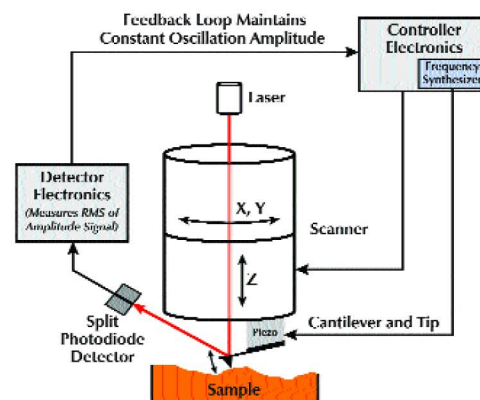 Feedback Loop Maintains
Constant Oscillation Amplitude
Controller
Electronics
Frequency
Synthesizer
Laser
Detector
Electronics
(Measures RMS of
Amplitude Signal)
X, Y
Scanner
Z
Split
Photodiode
Detector
Piezo
Cantilever and Tip
Sample